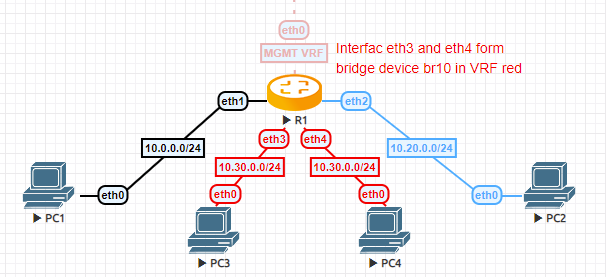 eth0
MGMT VRF
Interfac eth3 and eth4 form
bridge device br10 in VRF red
eth1
eth2
R1
eth3
eth4
10.0.0.0/24
10.20.0.0/24
10.30.0.0/24
10.30.0.0/24
eth0
eth0
eth0
eth0
PC1
PC2
PC3
PC4